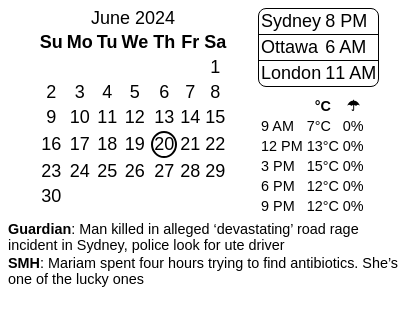 June 2024
Su Mo Tu We Th Fr Sa
1
2 3 4 5 6 7 8
9 10 11 12 13 14 15
16 17 18 19 20 21 22
23 24 25 26 27 28 29
30
Sydney 8 PM
Ottawa 6 AM
London 11 AM
°C ☂
9 AM 7°C 0%
12 PM 13°C 0%
3 PM 15°C 0%
6 PM 12°C 0%
9 PM 12°C 0%
Guardian: Man killed in alleged ‘devastating’ road rage
incident in Sydney, police look for ute driver
SMH: Mariam spent four hours trying to find antibiotics. She’s
one of the lucky ones